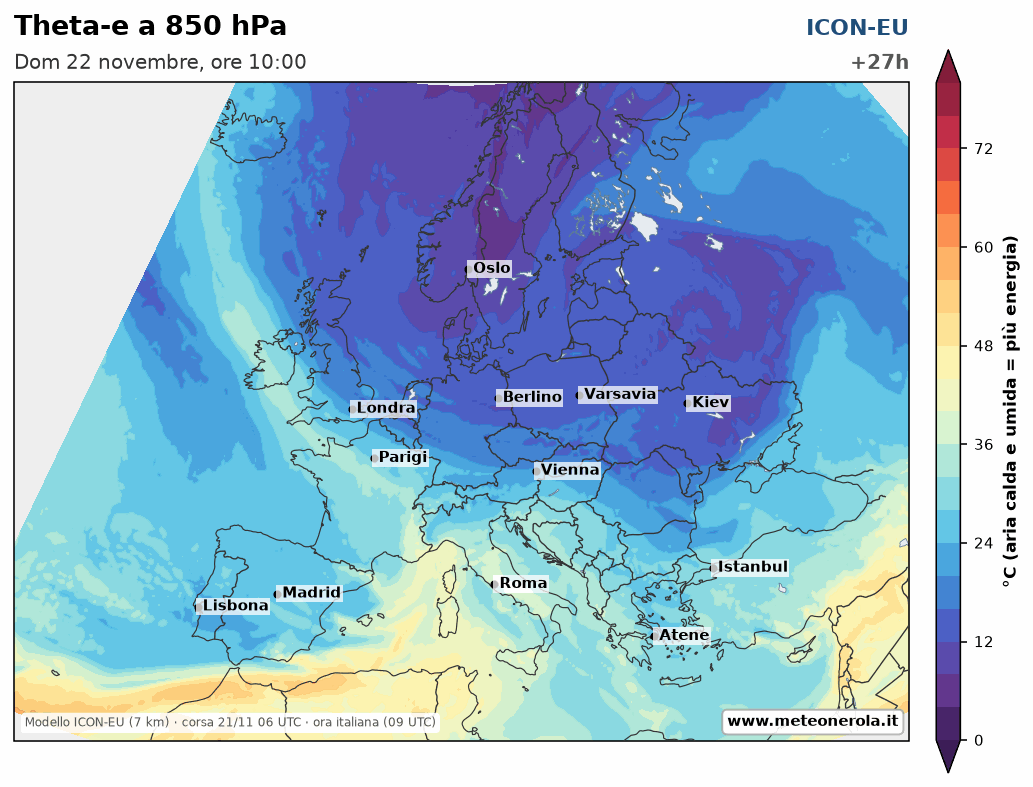 Theta-e a 850 hPa
ICON-EU
Dom 22 novembre, ore 10:00
+27h
72
60
48
36
24
12
0
°C (aria calda e umida = più energia)
Oslo
Berlino
Varsavia
Kiev
Londra
Parigi
Vienna
Istanbul
Roma
Madrid
Lisbona
Atene
Modello ICON-EU (7 km) · corsa 21/11 06 UTC · ora italiana (09 UTC)
www.meteonerola.it